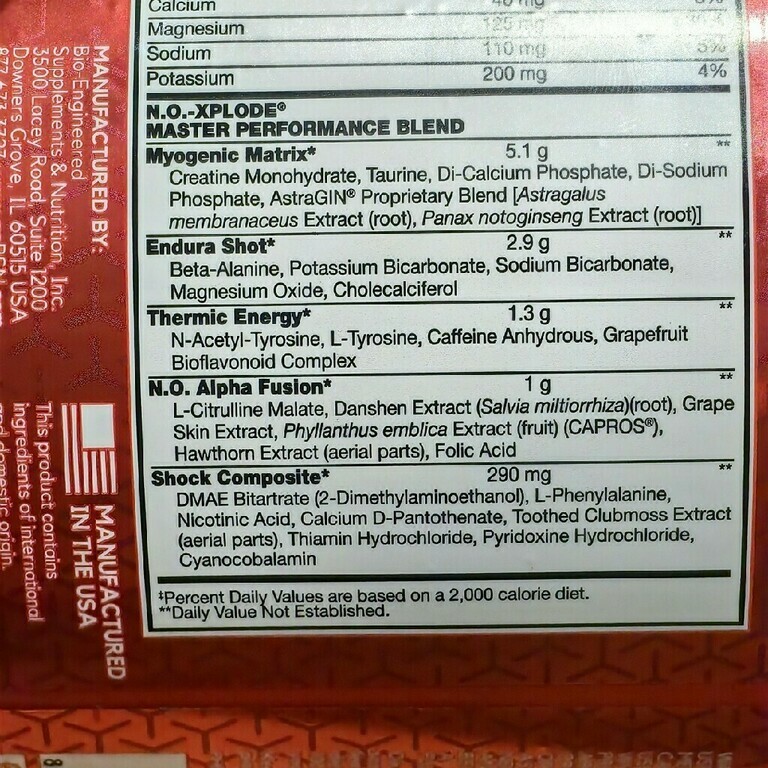 Calcium
Magnesium 125 mg
Sodium 110 mg 5%
Potassium 200 mg 4%
N.O.-XPLODE®
MASTER PERFORMANCE BLEND
Myogenic Matrix* 5.1 g **
Creatine Monohydrate, Taurine, Di-Calcium Phosphate, Di-Sodium
Phosphate, AstraGIN® Proprietary Blend [Astragalus
membranaceus Extract (root), Panax notoginseng Extract (root)]
Endura Shot* 2.9 g **
Beta-Alanine, Potassium Bicarbonate, Sodium Bicarbonate,
Magnesium Oxide, Cholecalciferol
Thermic Energy* 1.3 g **
N-Acetyl-Tyrosine, L-Tyrosine, Caffeine Anhydrous, Grapefruit
Bioflavonoid Complex
N.O. Alpha Fusion* 1 g **
L-Citrulline Malate, Danshen Extract (Salvia miltiorrhiza)(root), Grape
Skin Extract, Phyllanthus emblica Extract (fruit) (CAPROS®),
Hawthorn Extract (aerial parts), Folic Acid
Shock Composite* 290 mg **
DMAE Bitartrate (2-Dimethylaminoethanol), L-Phenylalanine,
Nicotinic Acid, Calcium D-Pantothenate, Toothed Clubmoss Extract
(aerial parts), Thiamin Hydrochloride, Pyridoxine Hydrochloride,
Cyanocobalamin
‡Percent Daily Values are based on a 2,000 calorie diet.
**Daily Value Not Established.
MANUFACTURED BY:
Bio-Engineered
Supplements & Nutrition, Inc.
3500 Lacey Road, Suite 1200
Downers Grove, IL 60515 USA
MANUFACTURED
IN THE USA
This product contains
ingredients of international
and domestic origin.
8